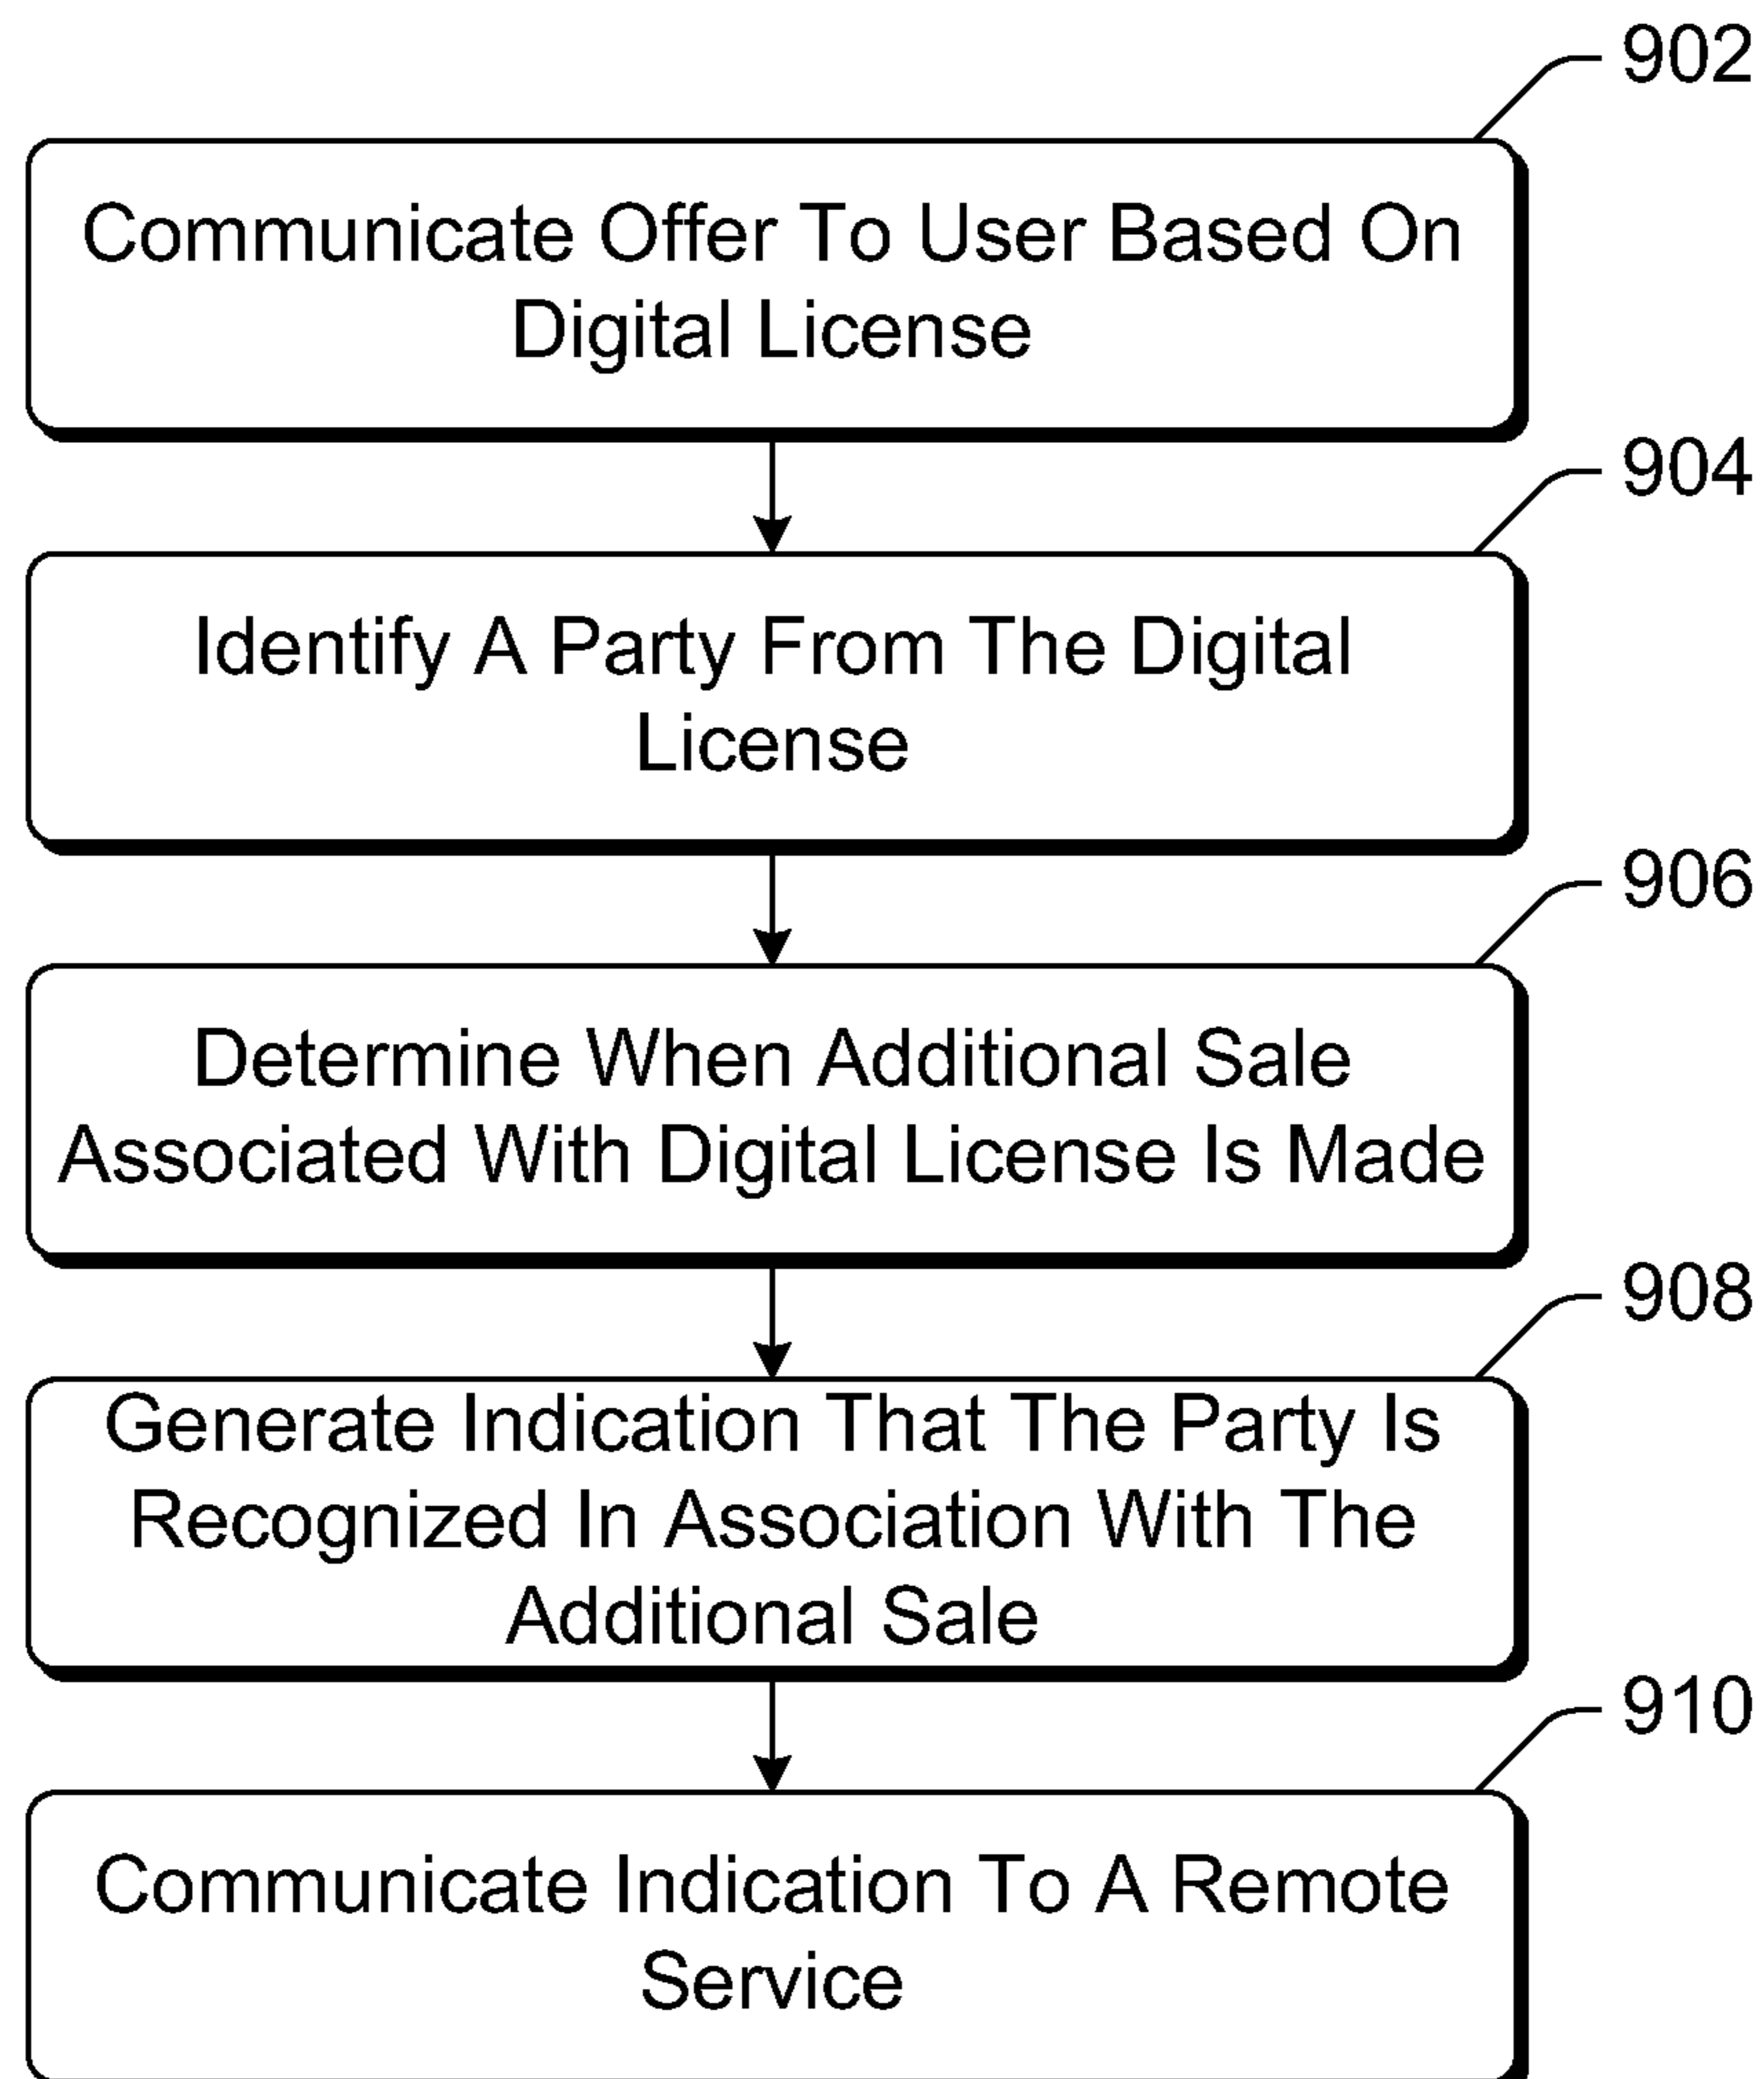 902
Communicate Offer To User Based On
Digital License
904
Identify A Party From The Digital
License
906
Determine When Additional Sale
Associated With Digital License Is Made
908
Generate Indication That The Party Is
Recognized In Association With The
Additional Sale
910
Communicate Indication To A Remote
Service